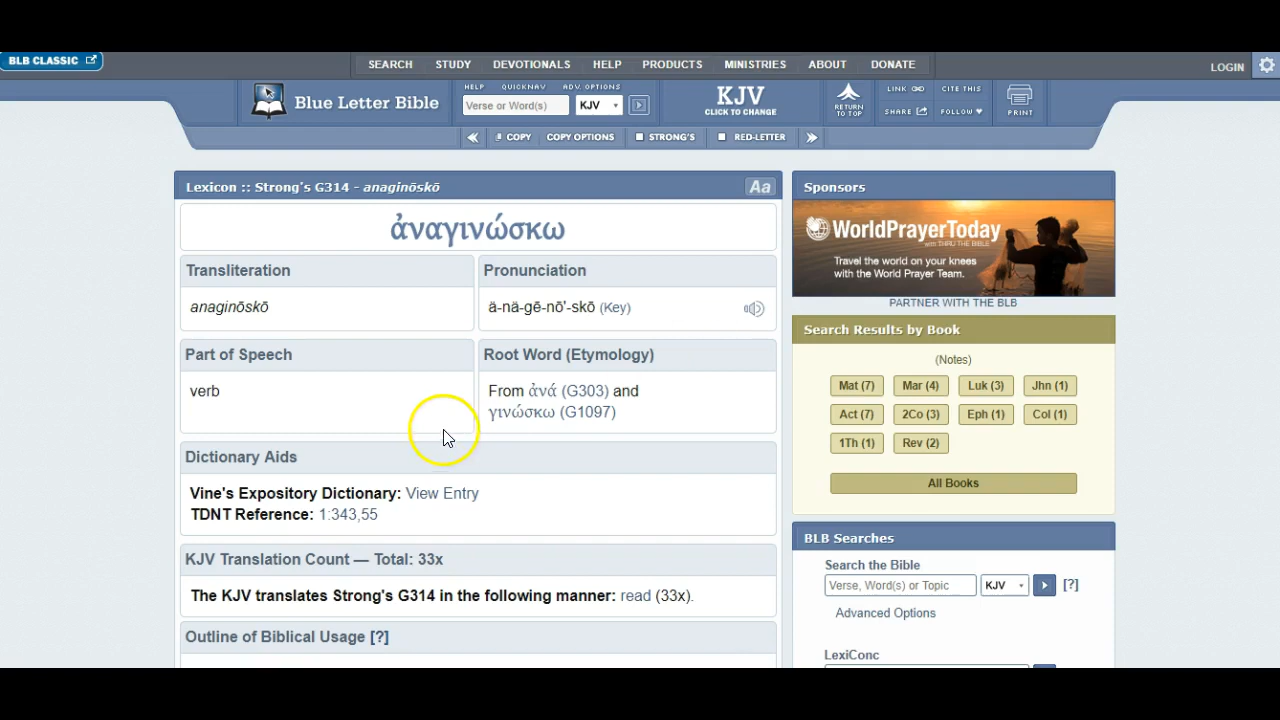 BLB CLASSIC
SEARCH STUDY DEVOTIONALS HELP PRODUCTS MINISTRIES ABOUT DONATE
LOGIN
Blue Letter Bible
HELP QUICKNAV ADV. OPTIONS
Verse or Word(s) KJV
KJV
CLICK TO CHANGE
RETURN
TO TOP
LINK CITE THIS
SHARE FOLLOW
PRINT
COPY COPY OPTIONS STRONG'S RED-LETTER
Lexicon :: Strong's G314 - anaginōskō
Aa
ἀναγινώσκω
Transliteration
anaginōskō
Pronunciation
ä-nä-gē-nō'-skō (Key)
Part of Speech
verb
Root Word (Etymology)
From ἀνά (G303) and
γινώσκω (G1097)
Dictionary Aids
Vine's Expository Dictionary: View Entry
TDNT Reference: 1:343,55
KJV Translation Count — Total: 33x
The KJV translates Strong's G314 in the following manner: read (33x).
Outline of Biblical Usage [?]
Sponsors
WorldPrayerToday
with THRU THE BIBLE
Travel the world on your knees
with the World Prayer Team.
PARTNER WITH THE BLB
Search Results by Book
(Notes)
Mat (7) Mar (4) Luk (3) Jhn (1)
Act (7) 2Co (3) Eph (1) Col (1)
1Th (1) Rev (2)
All Books
BLB Searches
Search the Bible
Verse, Word(s) or Topic KJV [?]
Advanced Options
LexiConc